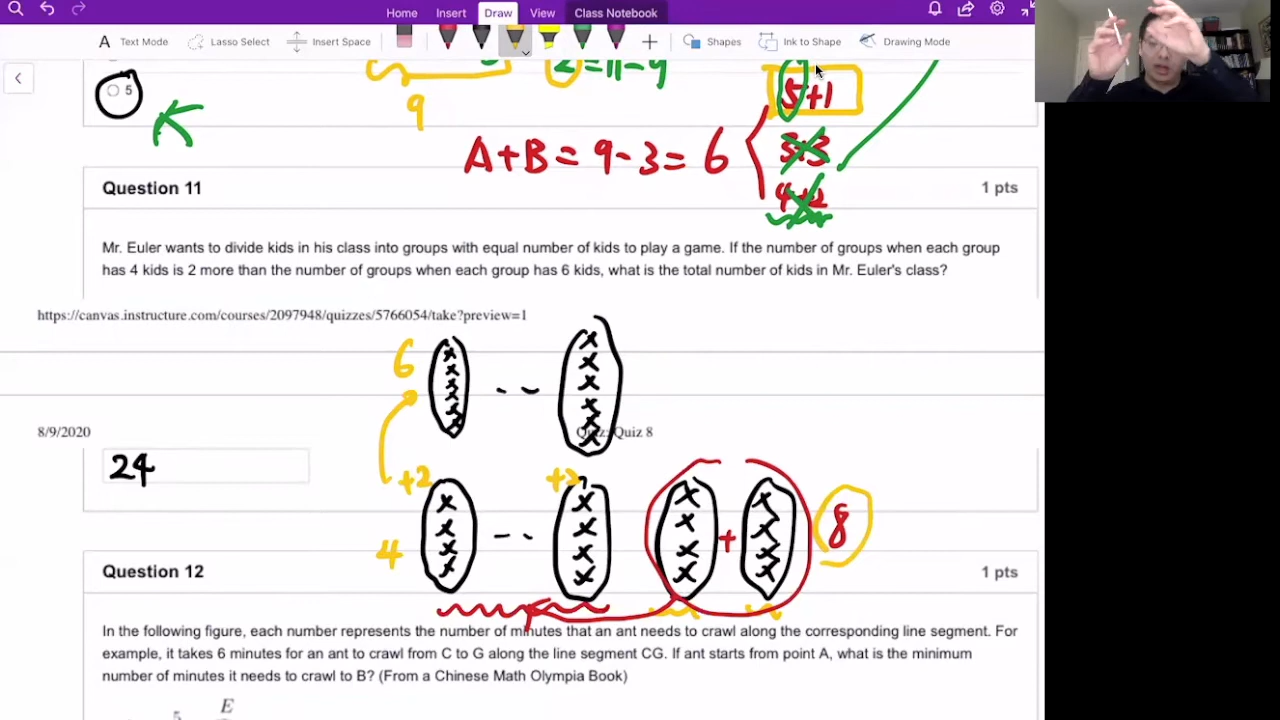 Home Insert Draw View Class Notebook
A Text Mode Lasso Select Insert Space Shapes Ink to Shape Drawing Mode
5
9
2=11-9
5+1
A+B=9-3=6
4+2
Question 11 1 pts
Mr. Euler wants to divide kids in his class into groups with equal number of kids to play a game. If the number of groups when each group
has 4 kids is 2 more than the number of groups when each group has 6 kids, what is the total number of kids in Mr. Euler's class?
https://canvas.instructure.com/courses/2097948/quizzes/5766054/take?preview=1
6
8/9/2020 Quiz: Quiz 8
24
+2 +2
4 + 8
Question 12 1 pts
In the following figure, each number represents the number of minutes that an ant needs to crawl along the corresponding line segment. For
example, it takes 6 minutes for an ant to crawl from C to G along the line segment CG. If ant starts from point A, what is the minimum
number of minutes it needs to crawl to B? (From a Chinese Math Olympia Book)
5 E